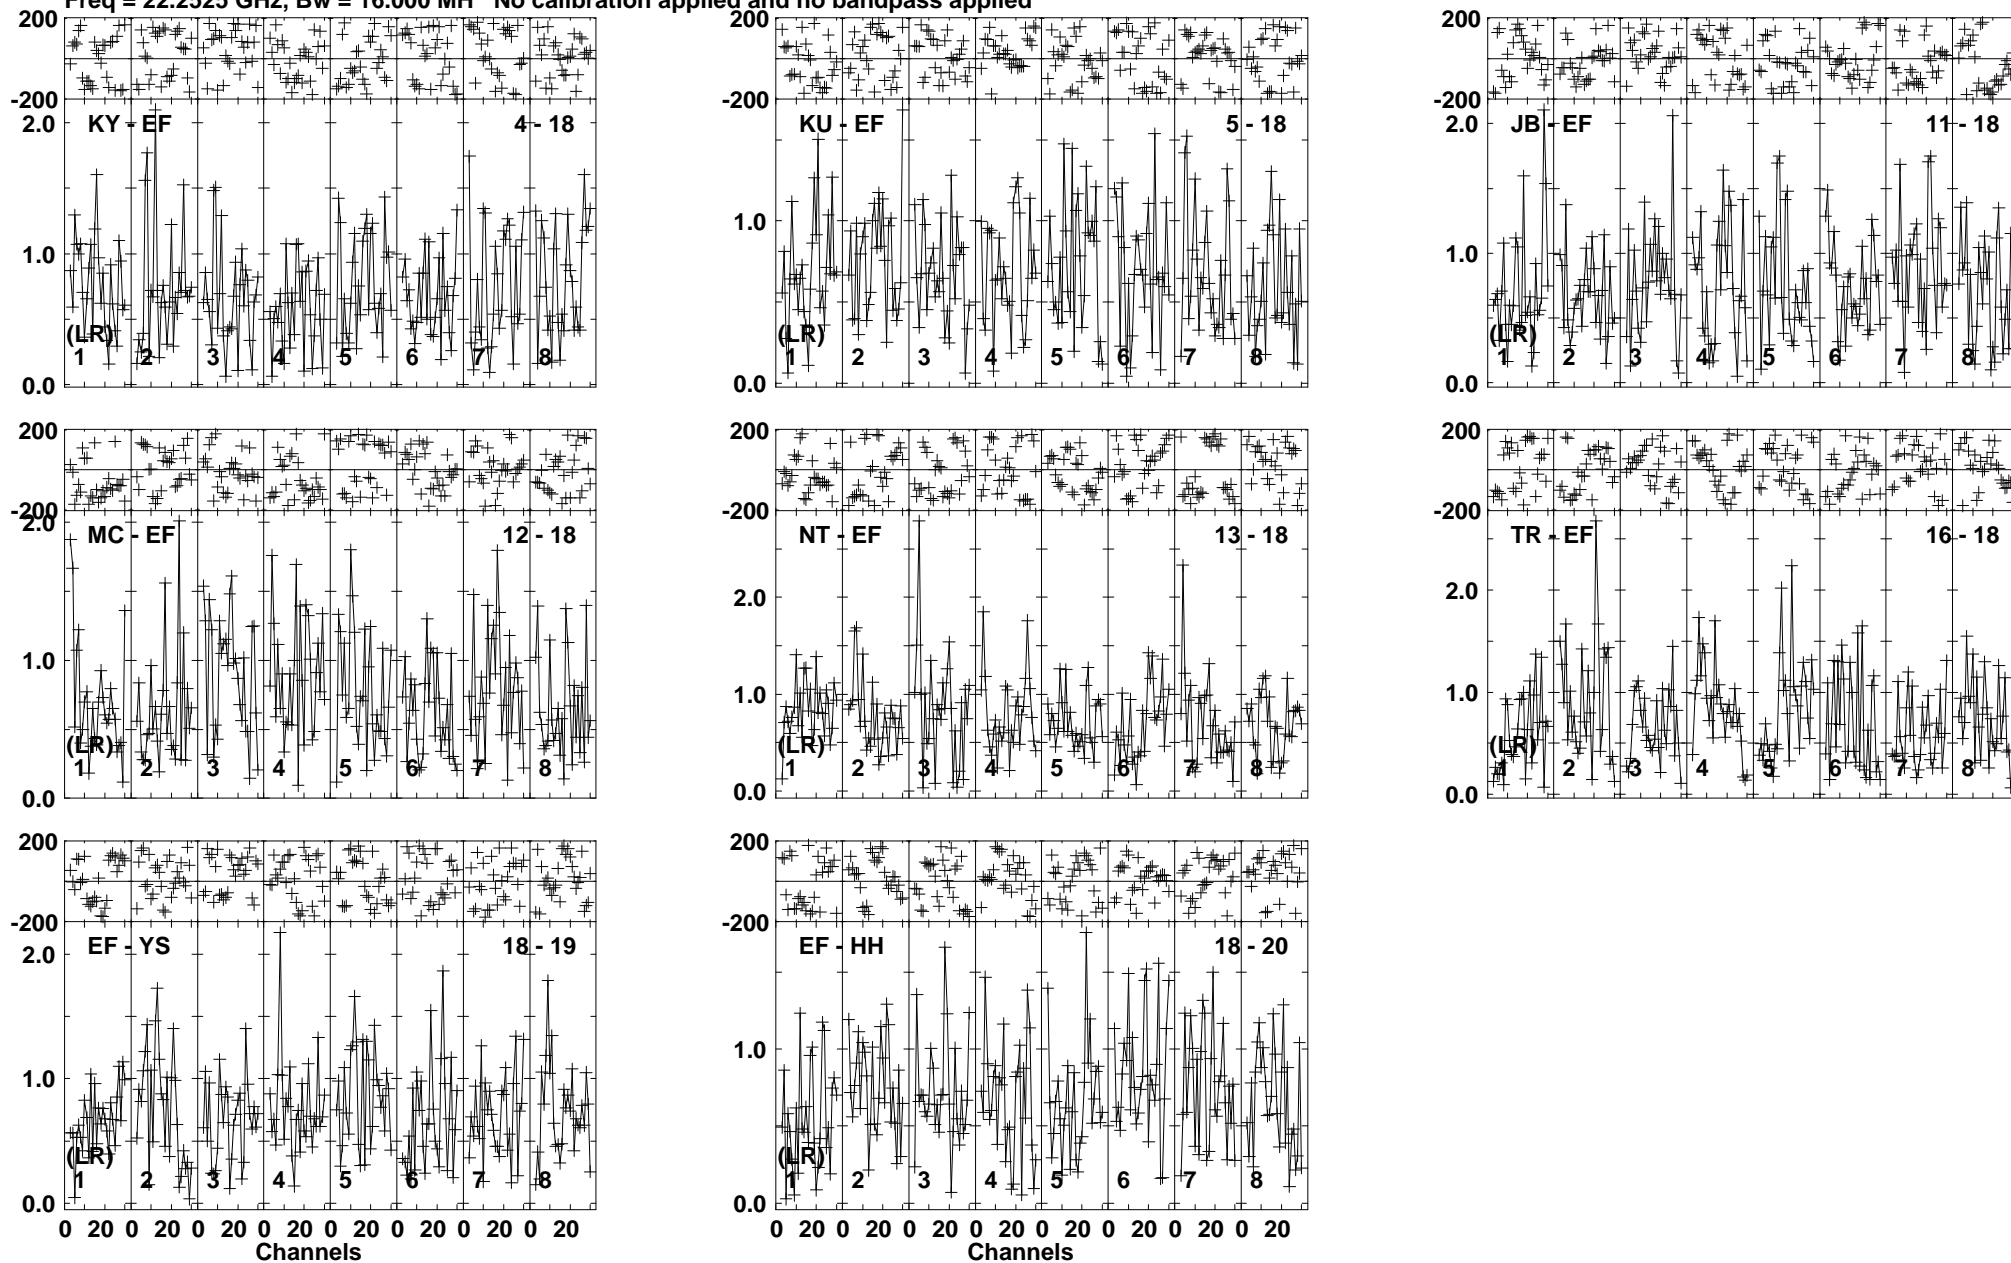 Freq = 22.2525 GHz, Bw = 16.000 MH No calibration applied and no bandpass applied
200
-200
2.0
1.0
0.0
KY - EF 4 - 18
(LR)
1 2 3 4 5 6 7 8
200
-200
1.0
0.0
KU - EF 5 - 18
(LR)
1 2 3 4 5 6 7 8
200
-200
2.0
1.0
0.0
JB - EF 11 - 18
(LR)
1 2 3 4 5 6 7 8
200
-200
2.0
1.0
0.0
MC - EF 12 - 18
(LR)
1 2 3 4 5 6 7 8
200
-200
2.0
1.0
0.0
NT - EF 13 - 18
(LR)
1 2 3 4 5 6 7 8
200
-200
2.0
1.0
0.0
TR - EF 16 - 18
(LR)
1 2 3 4 5 6 7 8
200
-200
2.0
1.0
0.0
EF - YS 18 - 19
(LR)
1 2 3 4 5 6 7 8
0 20 0 20 0 20 0 20 0 20 0 20 0 20 0 20
Channels
200
-200
1.0
0.0
EF - HH 18 - 20
(LR)
1 2 3 4 5 6 7 8
0 20 0 20 0 20 0 20 0 20 0 20 0 20 0 20
Channels